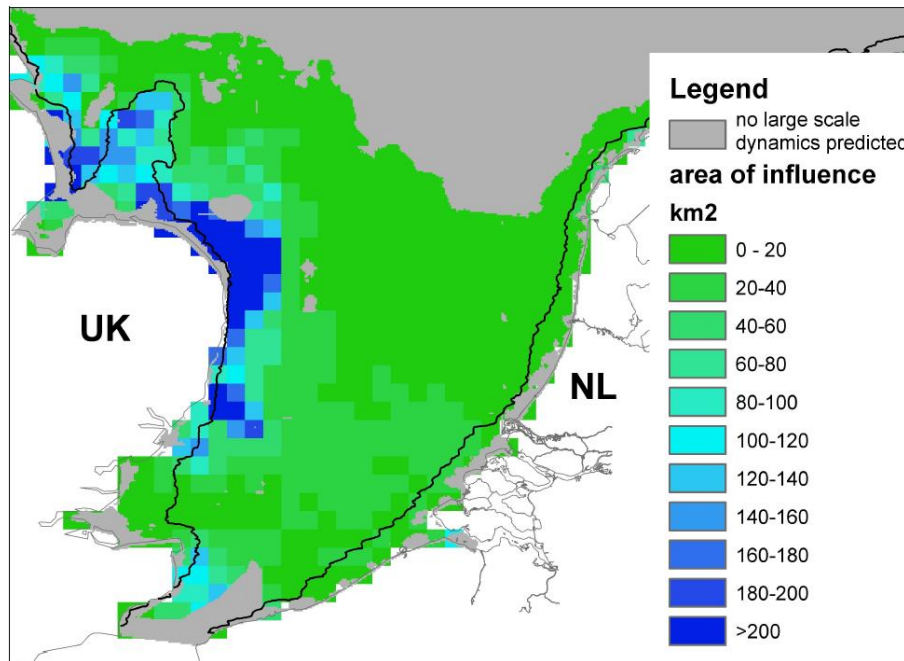 UK
NL
Legend
no large scale
dynamics predicted
area of influence
km2
0 - 20
20-40
40-60
60-80
80-100
100-120
120-140
140-160
160-180
180-200
>200